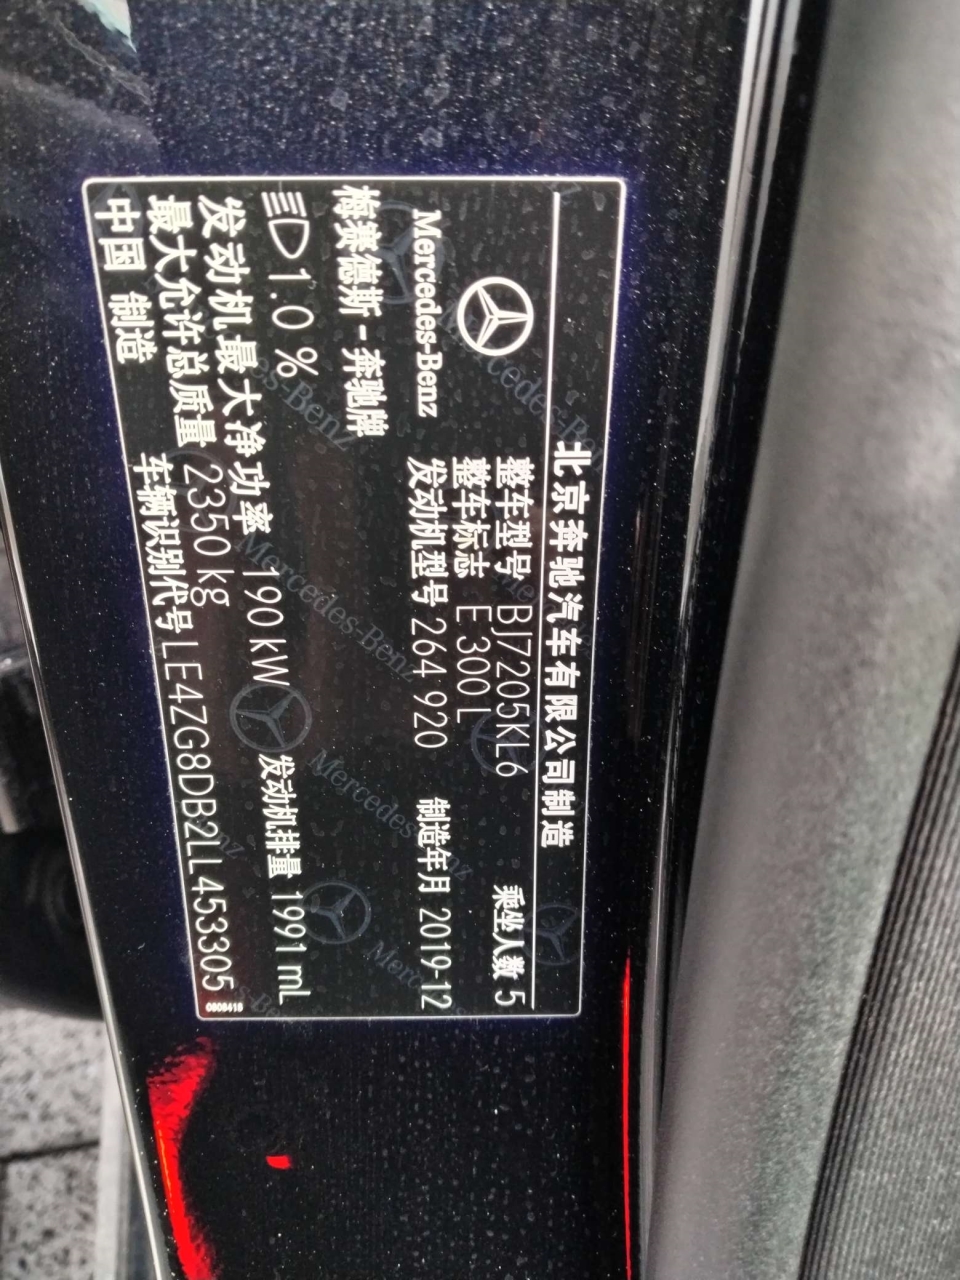 北京奔驰汽车有限公司制造
整车型号 BJ7205KL6 乘坐人数 5
整车标志 E 300 L
Mercedes-Benz 发动机型号 264 920 制造年月 2019-12
梅赛德斯-奔驰牌
1.0 %
发动机最大净功率 190 kW 发动机排量 1991 mL
最大允许总质量 2350 kg
中国 制造 车辆识别代号 LE4ZG8DB2LL453305